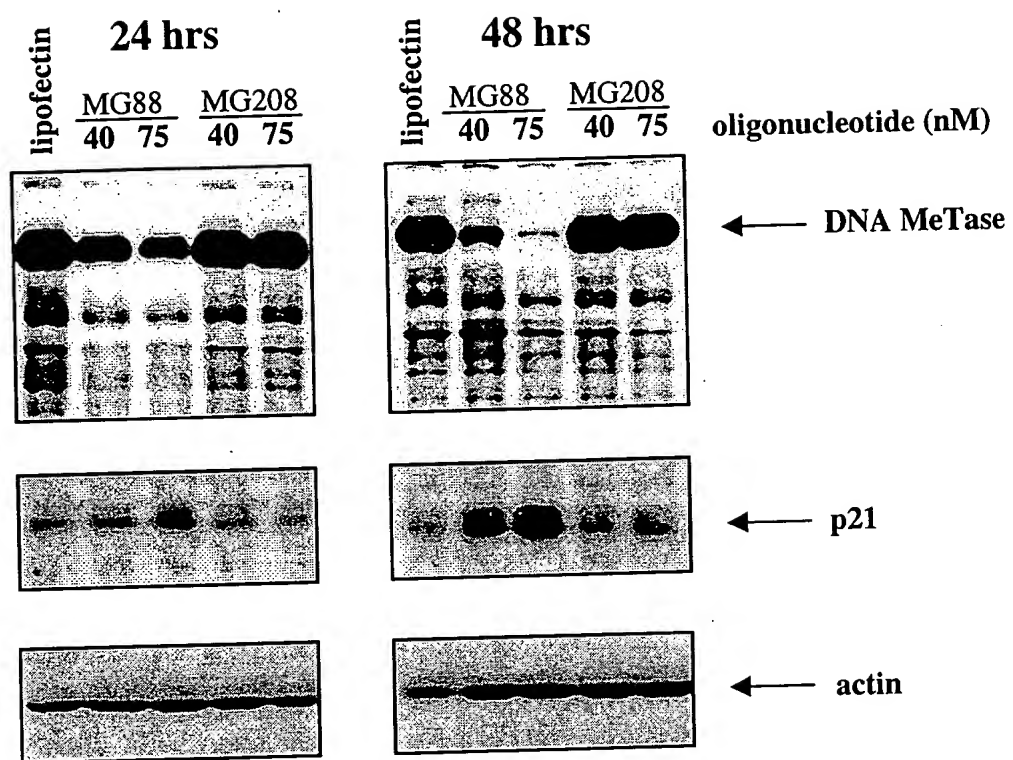 lipofectin
24 hrs
MG88 MG208
40 75 40 75
lipofectin
48 hrs
MG88 MG208
40 75 40 75
oligonucleotide (nM)
DNA MeTase
p21
actin